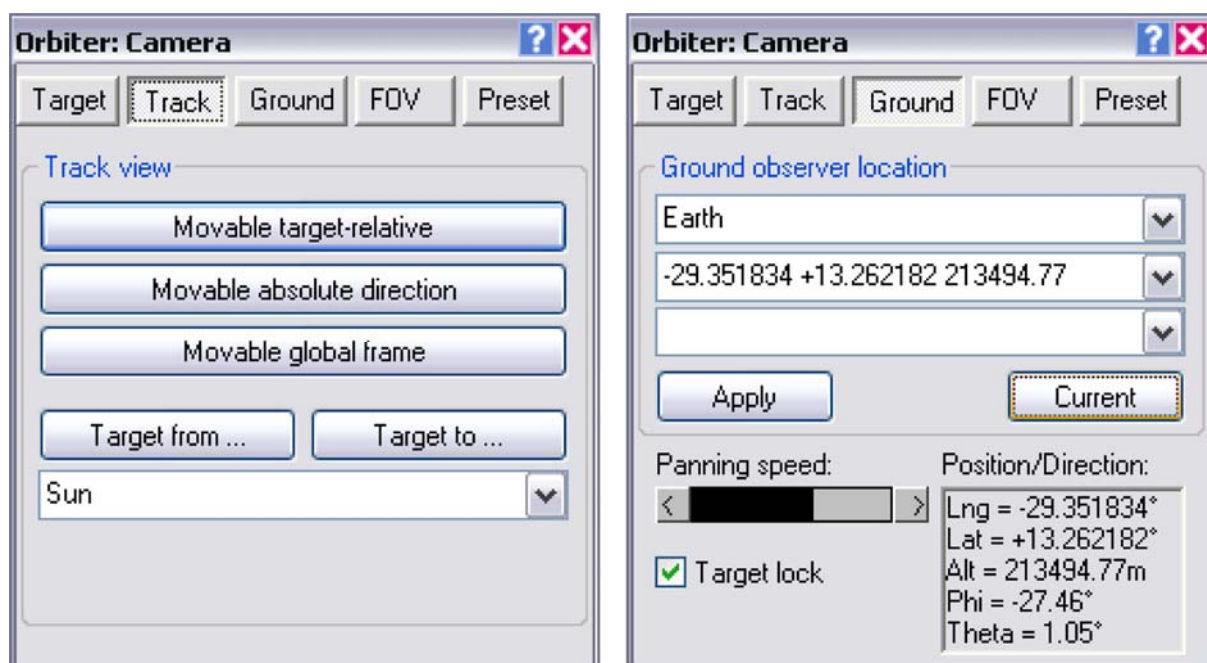 Orbiter: Camera
Target Track Ground FOV Preset
Track view
Movable target-relative
Movable absolute direction
Movable global frame
Target from ... Target to ...
Sun
Orbiter: Camera
Target Track Ground FOV Preset
Ground observer location
Earth
-29.351834 +13.262182 213494.77
Apply Current
Panning speed: Position/Direction:
Lng = -29.351834°
Lat = +13.262182°
Target lock
Alt = 213494.77m
Phi = -27.46°
Theta = 1.05°